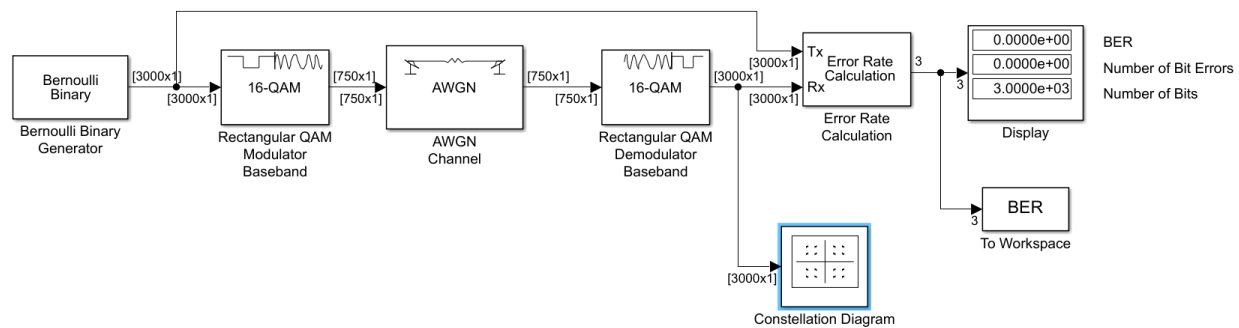 Bernoulli
Binary
Bernoulli Binary
Generator
[3000x1]
[3000x1]
16-QAM
Rectangular QAM
Modulator
Baseband
[750x1]
[750x1]
AWGN
AWGN
Channel
[750x1]
[750x1]
16-QAM
Rectangular QAM
Demodulator
Baseband
[3000x1]
[3000x1]
[3000x1]
Tx
Rx
Error Rate
Calculation
Error Rate
Calculation
3
3
0.0000e+00
0.0000e+00
3.0000e+03
Display
BER
Number of Bit Errors
Number of Bits
3
BER
To Workspace
[3000x1]
Constellation Diagram